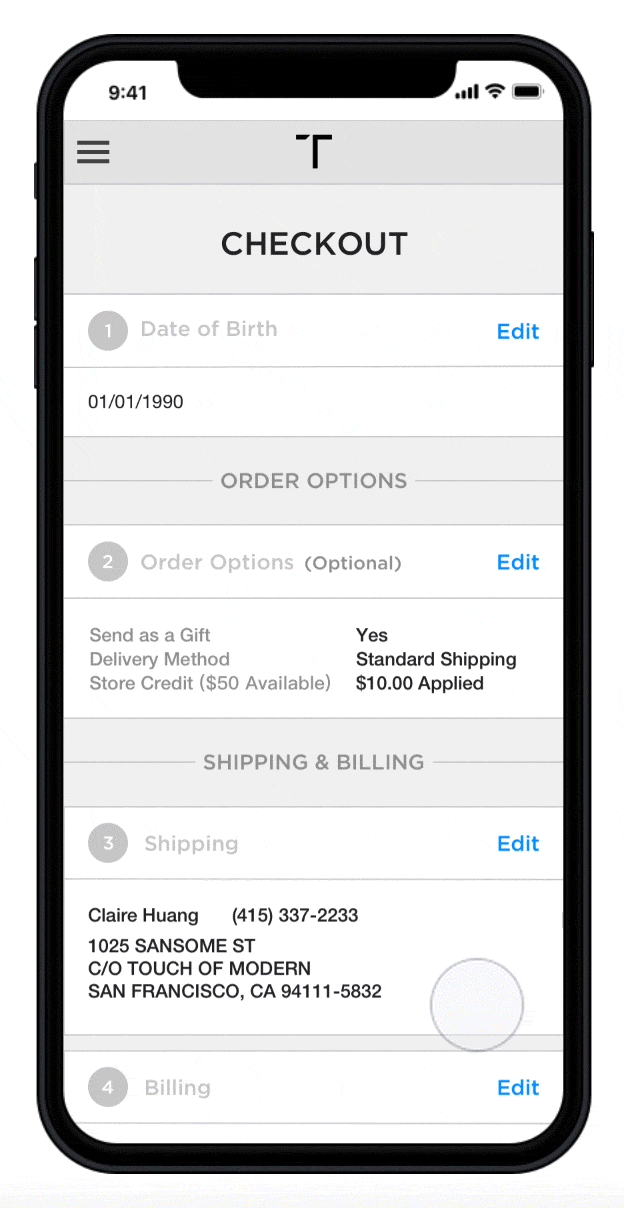 9:41
T
CHECKOUT
1 Date of Birth Edit
01/01/1990
ORDER OPTIONS
2 Order Options (Optional) Edit
Send as a Gift Yes
Delivery Method Standard Shipping
Store Credit ($50 Available) $10.00 Applied
SHIPPING & BILLING
3 Shipping Edit
Claire Huang (415) 337-2233
1025 SANSOME ST
C/O TOUCH OF MODERN
SAN FRANCISCO, CA 94111-5832
4 Billing Edit